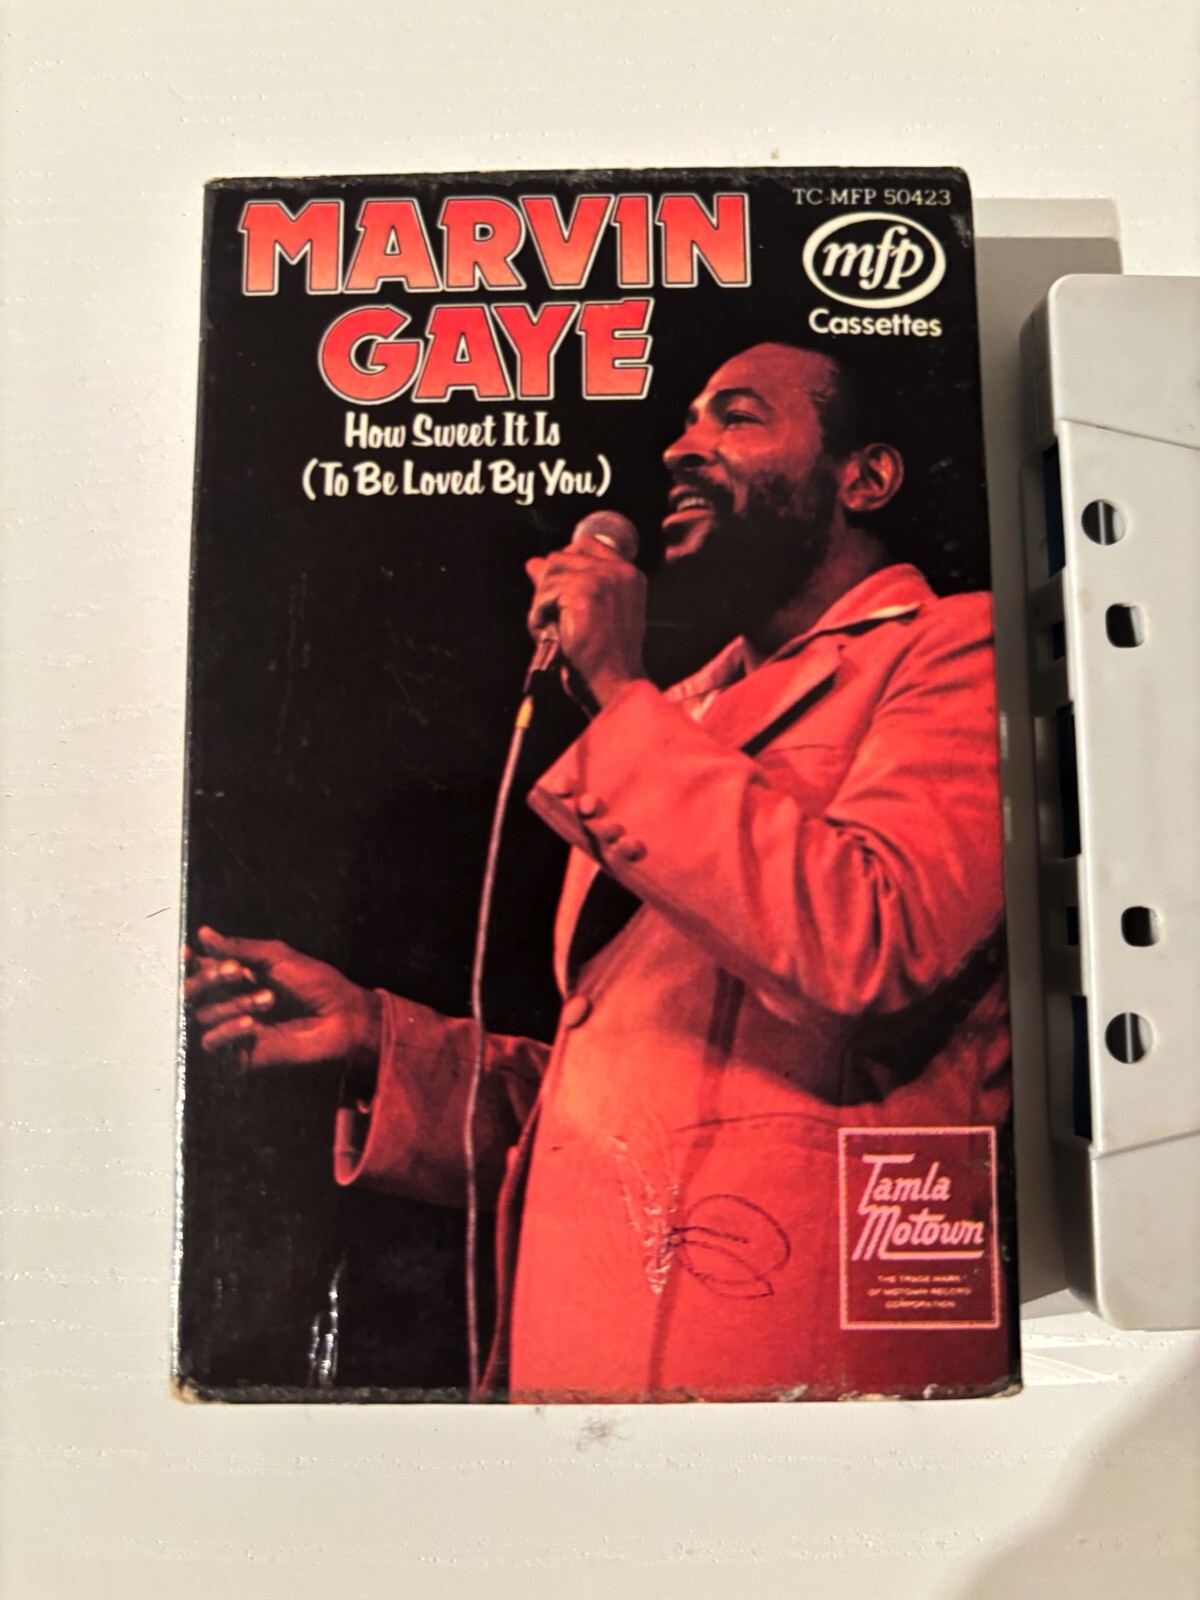 MARVIN
GAYE
How Sweet It Is
(To Be Loved By You)
TC-MFP 50423
mfp
Cassettes
Tamla
Motown
THE TRADE MARK
OF MOTOWN RECORD
CORPORATION